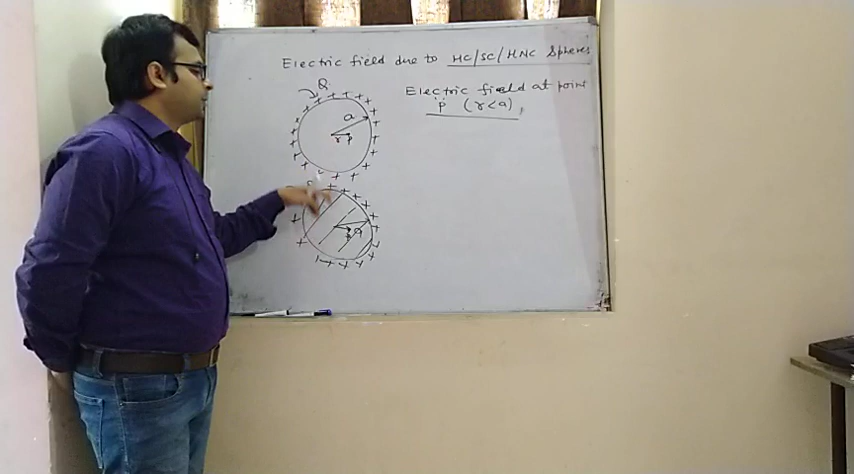 Electric field due to HC/SC/HNC Spheres
Q
Electric field at point
P (r<a),
a
r P